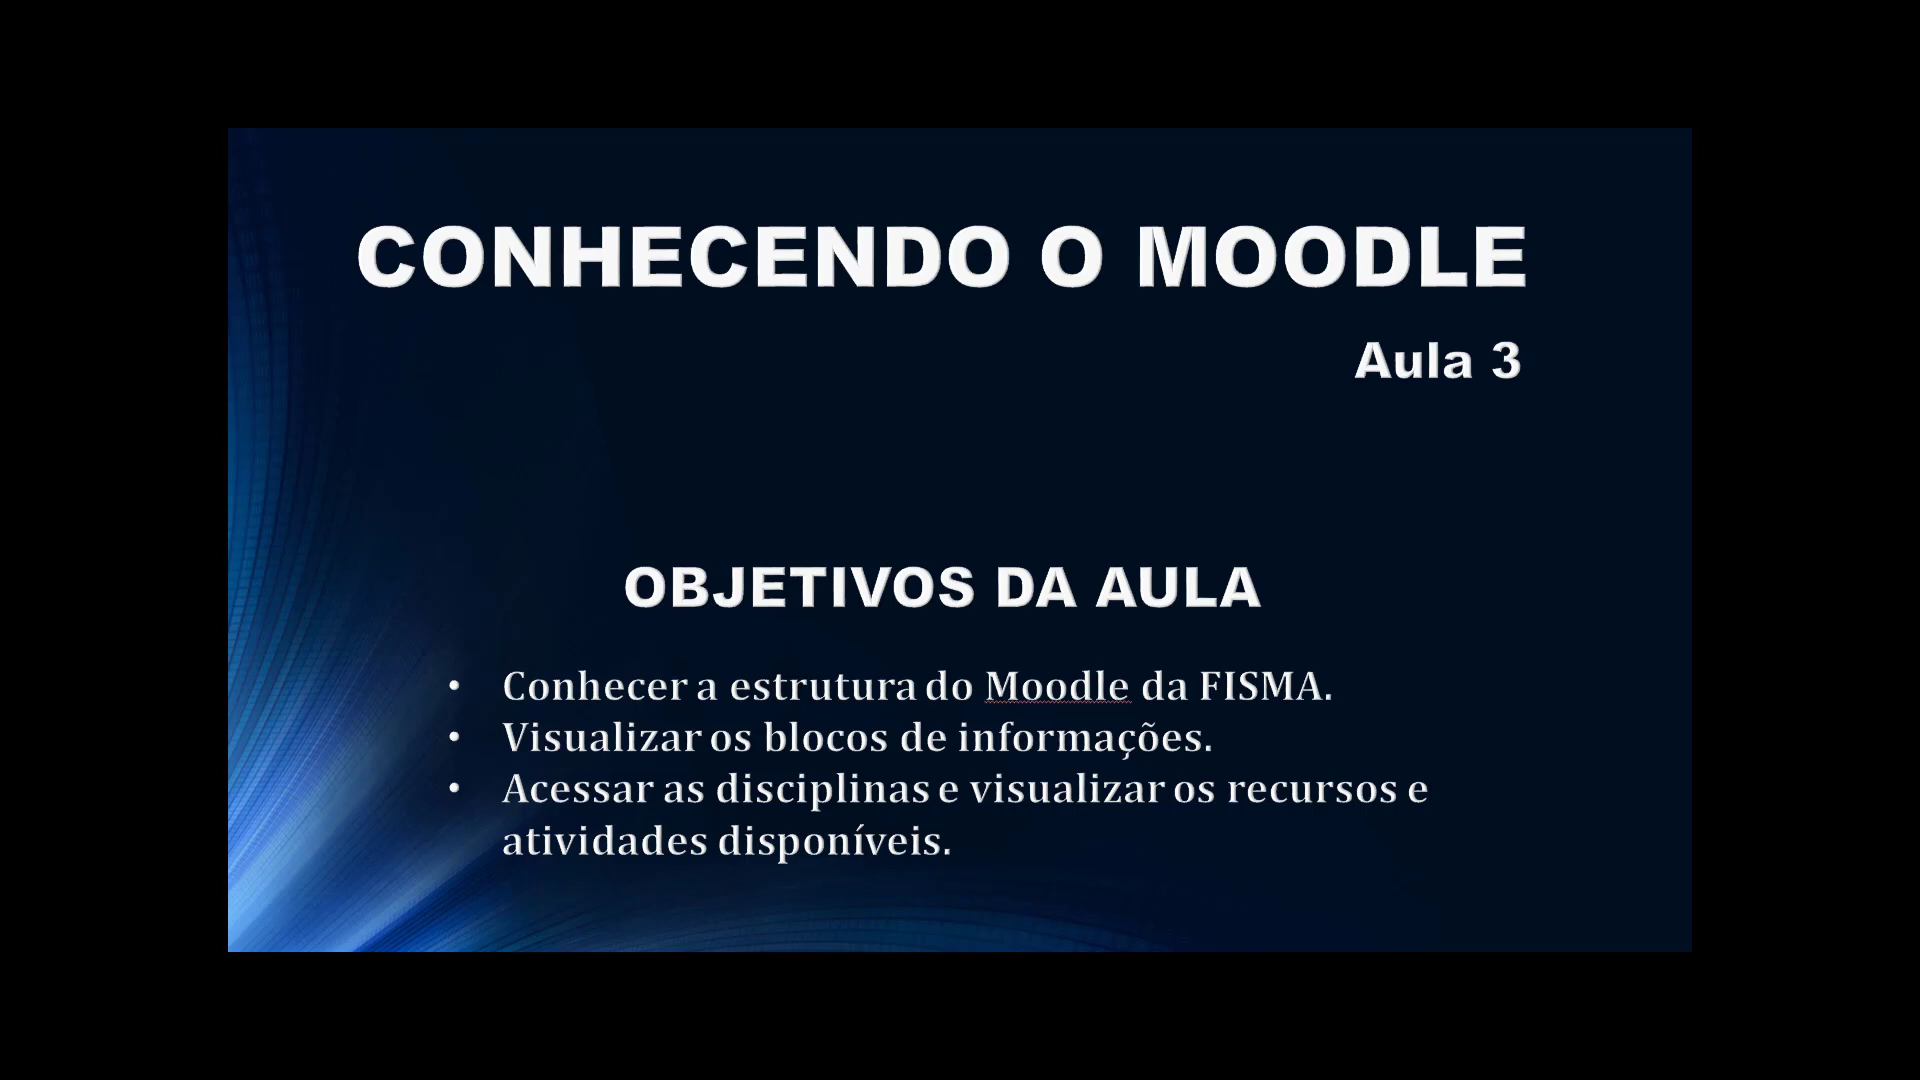 CONHECENDO O MOODLE
Aula 3
OBJETIVOS DA AULA
• Conhecer a estrutura do Moodle da FISMA.
• Visualizar os blocos de informações.
• Acessar as disciplinas e visualizar os recursos e
atividades disponíveis.